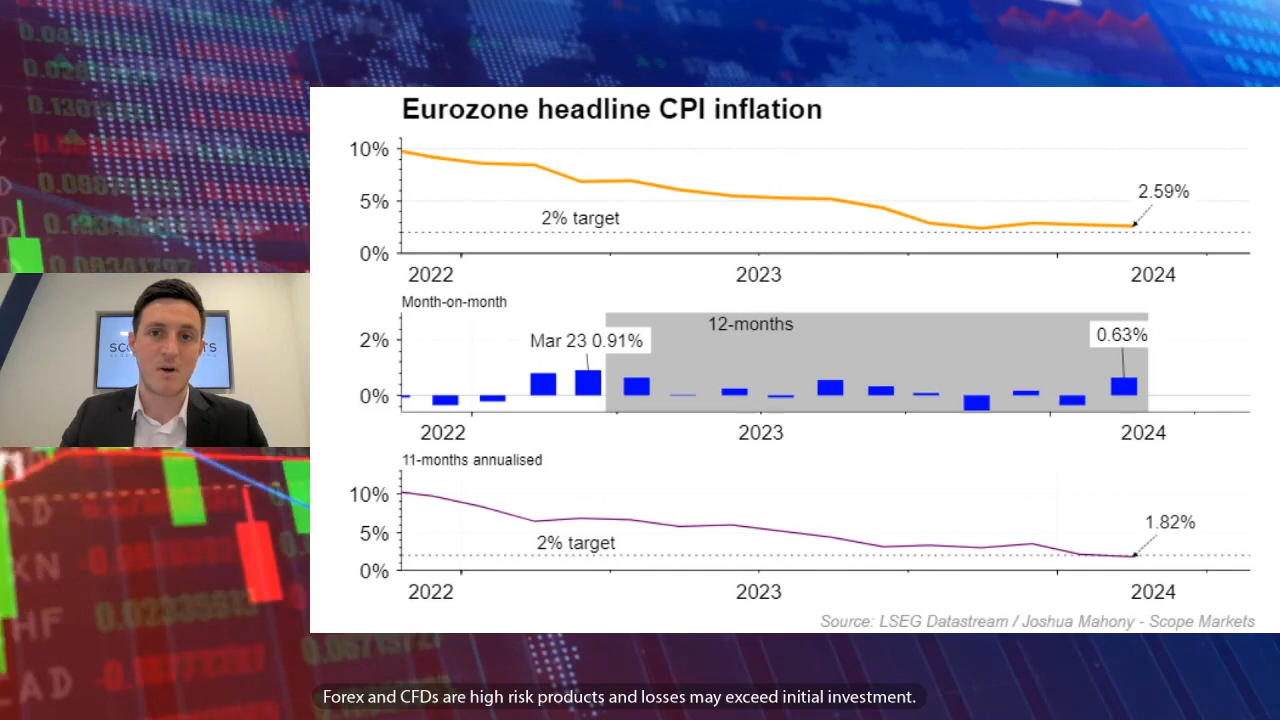 Eurozone headline CPI inflation
10%
5%
0%
2% target
2.59%
2022 2023 2024
Month-on-month
2%
0%
Mar 23 0.91%
12-months
0.63%
2022 2023 2024
11-months annualised
10%
5%
0%
2% target
1.82%
2022 2023 2024
Source: LSEG Datastream / Joshua Mahony - Scope Markets
Forex and CFDs are high risk products and losses may exceed initial investment.